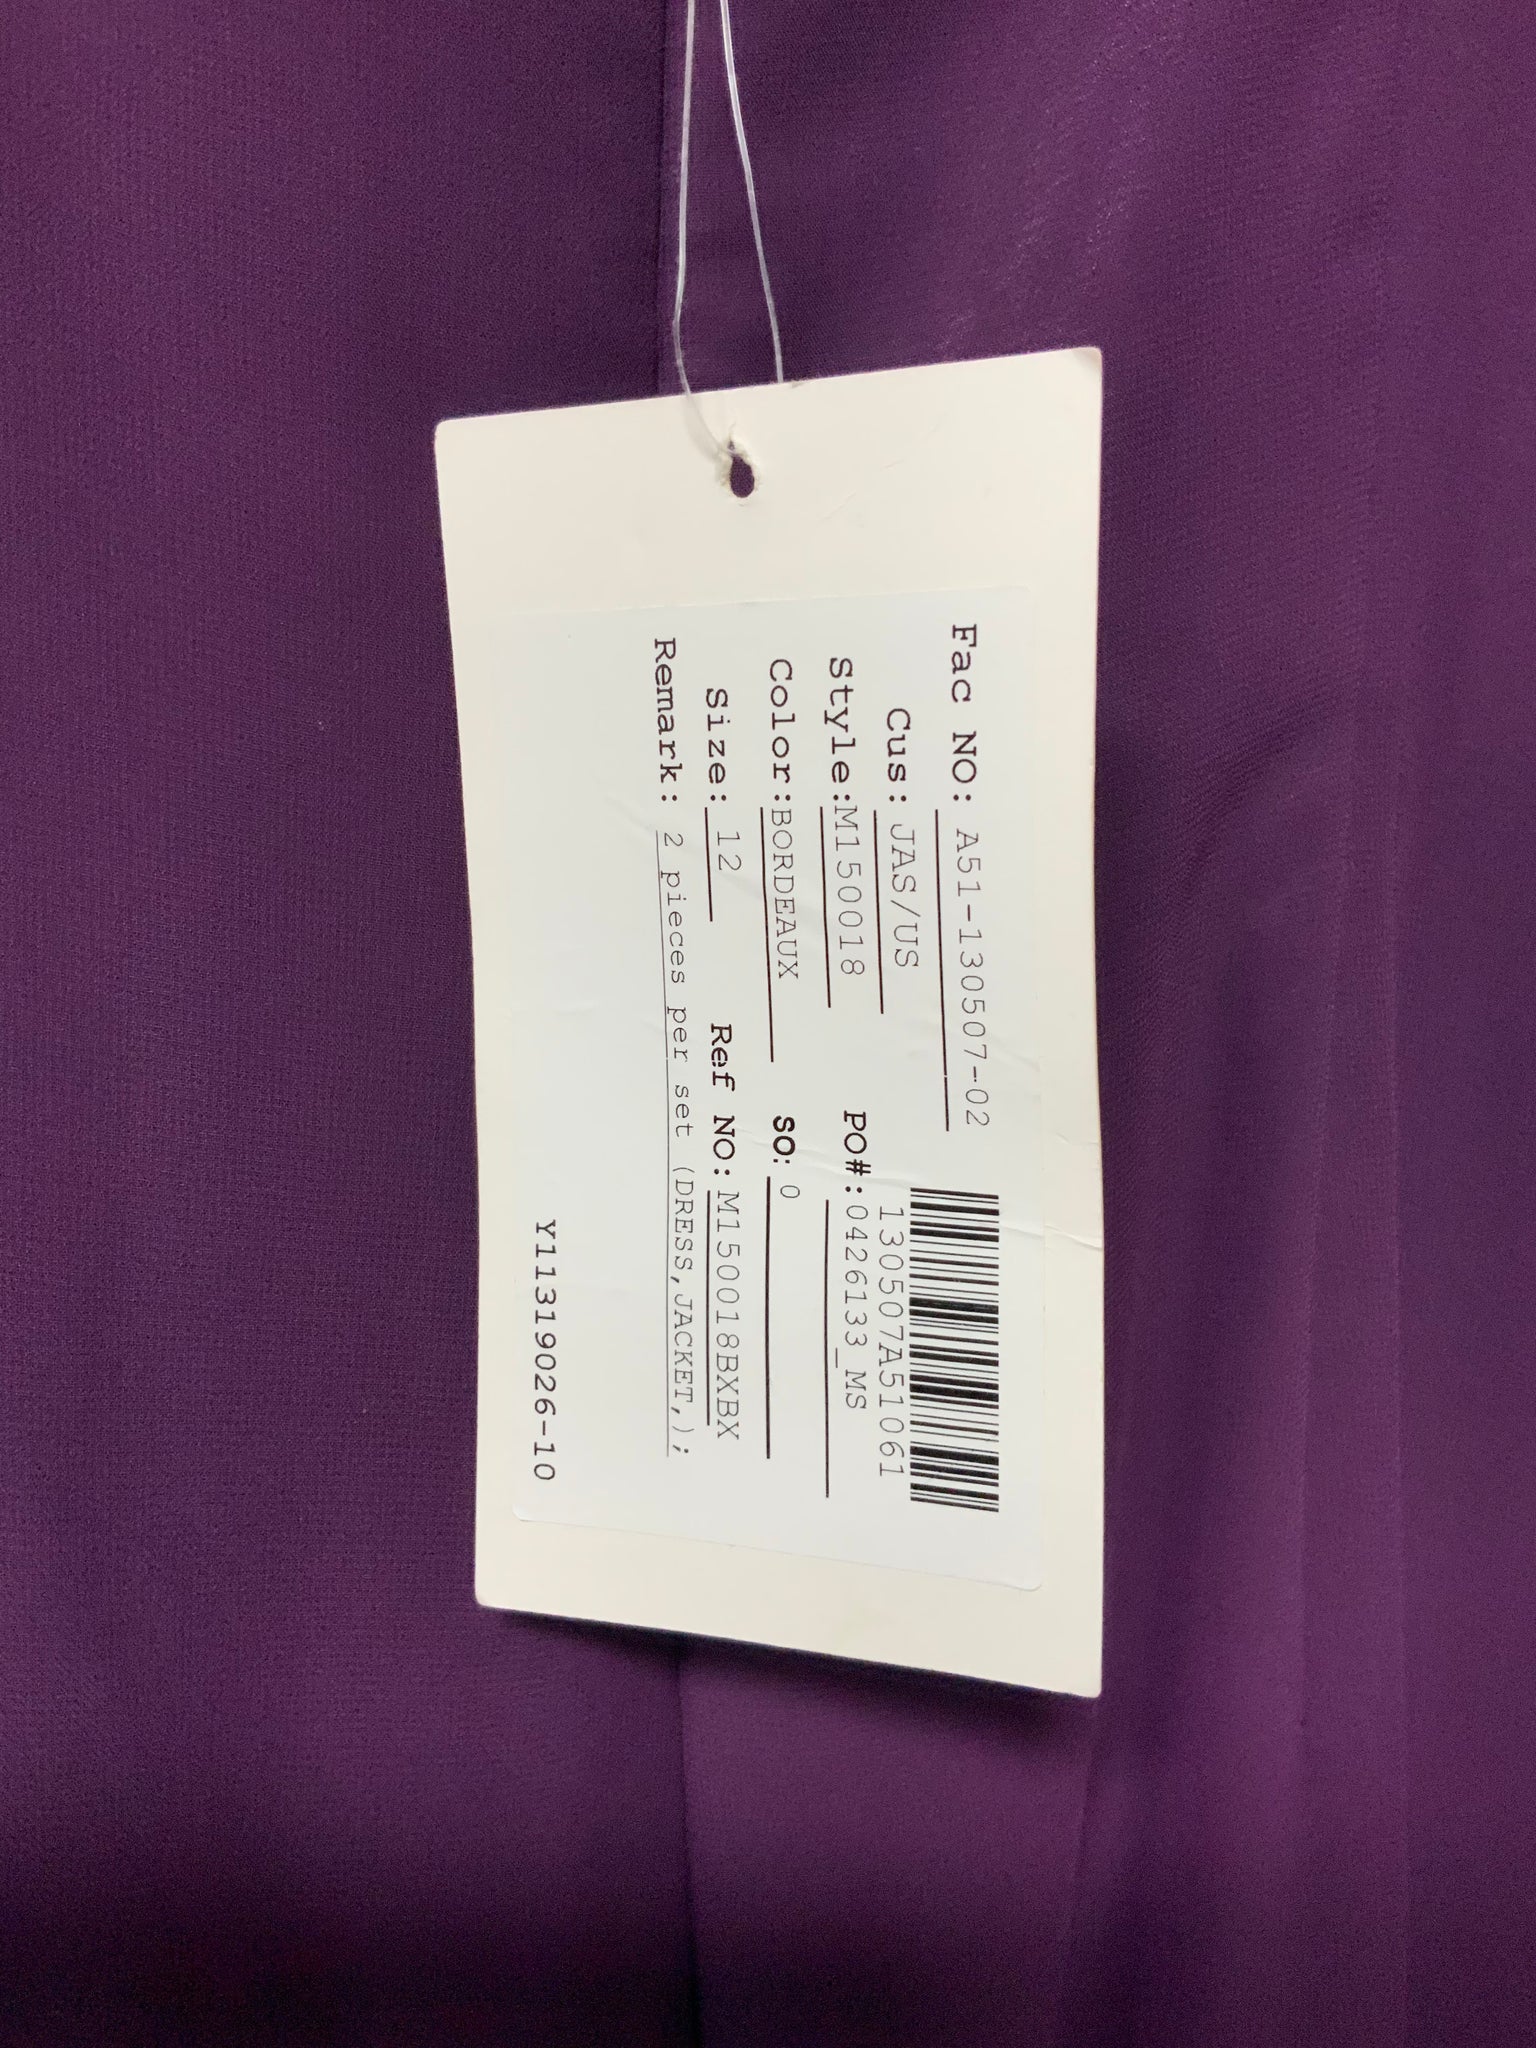 Fac NO: A51-130507-02
Cus: JAS/US
130507A51061
Style:M150018 PO#:0426133_MS
Color:BORDEAUX SO: 0
Size: 12 Ref NO:M150018BXBX
Remark: 2 pieces per set (DRESS,JACKET,);
Y11319026-10